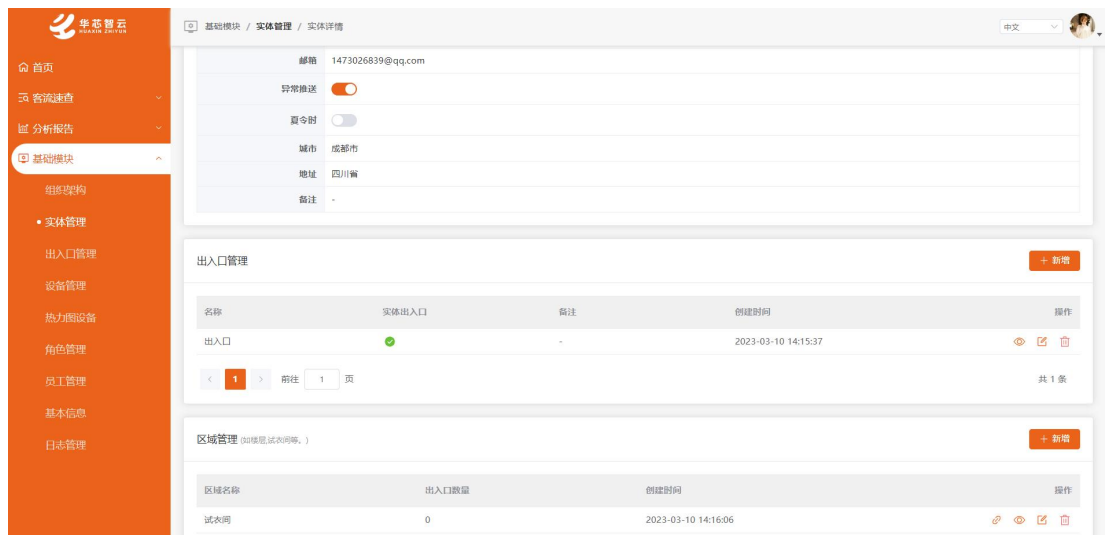 华芯智云
HUAXIN ZHIYUN
基础模块 / 实体管理 / 实体详情
中文
首页
客流速查
分析报告
基础模块
组织架构
实体管理
出入口管理
设备管理
热力图设备
角色管理
员工管理
基本信息
日志管理
邮箱 1473026839@qq.com
异常推送
夏令时
城市 成都市
地址 四川省
备注 -
出入口管理
+ 新增
名称 实体出入口 备注 创建时间 操作
出入口 - 2023-03-10 14:15:37
< 1 > 前往 1 页 共 1 条
区域管理 (如楼层,试衣间等。)
+ 新增
区域名称 出入口数量 创建时间 操作
试衣间 0 2023-03-10 14:16:06